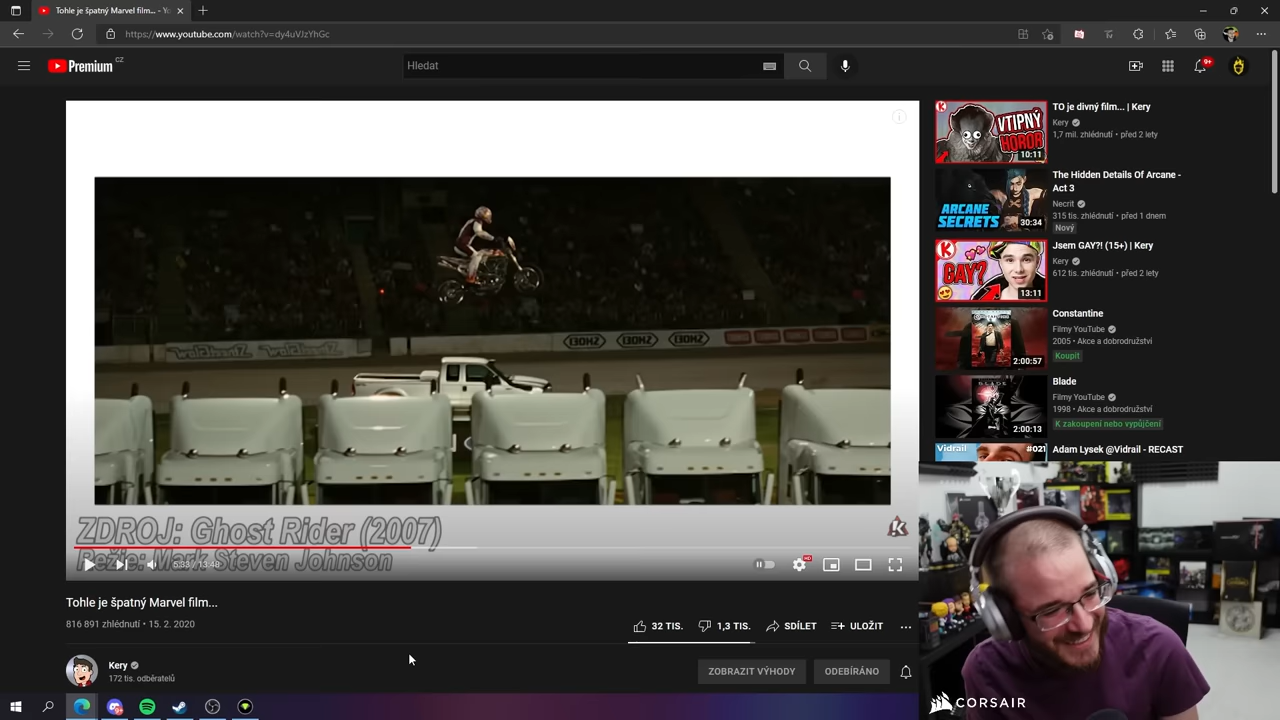 Tohle je špatný Marvel film... - Yo
https://www.youtube.com/watch?v=dy4uVJzYhGc
Premium CZ
Hledat
9+
SHOEI SHOEI SHOEI
ZDROJ: Ghost Rider (2007)
Režie: Mark Steven Johnson
5:33 / 13:48
HD
Tohle je špatný Marvel film...
816 891 zhlédnutí • 15. 2. 2020
32 TIS.
1,3 TIS.
SDÍLET
ULOŽIT
Kery
172 tis. odběratelů
ZOBRAZIT VÝHODY
ODEBÍRÁNO
VTIPNÝ
HOROR
10:11
TO je divný film... | Kery
Kery
1,7 mil. zhlédnutí • před 2 lety
ARCANE
SECRETS
30:34
The Hidden Details Of Arcane -
Act 3
Necrit
315 tis. zhlédnutí • před 1 dnem
Nový
GAY?
13:11
Jsem GAY?! (15+) | Kery
Kery
612 tis. zhlédnutí • před 2 lety
2:00:57
Constantine
Filmy YouTube
2005 • Akce a dobrodružství
Koupit
BLADE
2:00:13
Blade
Filmy YouTube
1998 • Akce a dobrodružství
K zakoupení nebo vypůjčení
Vidrail
#021
Adam Lysek @Vidrail - RECAST
CORSAIR